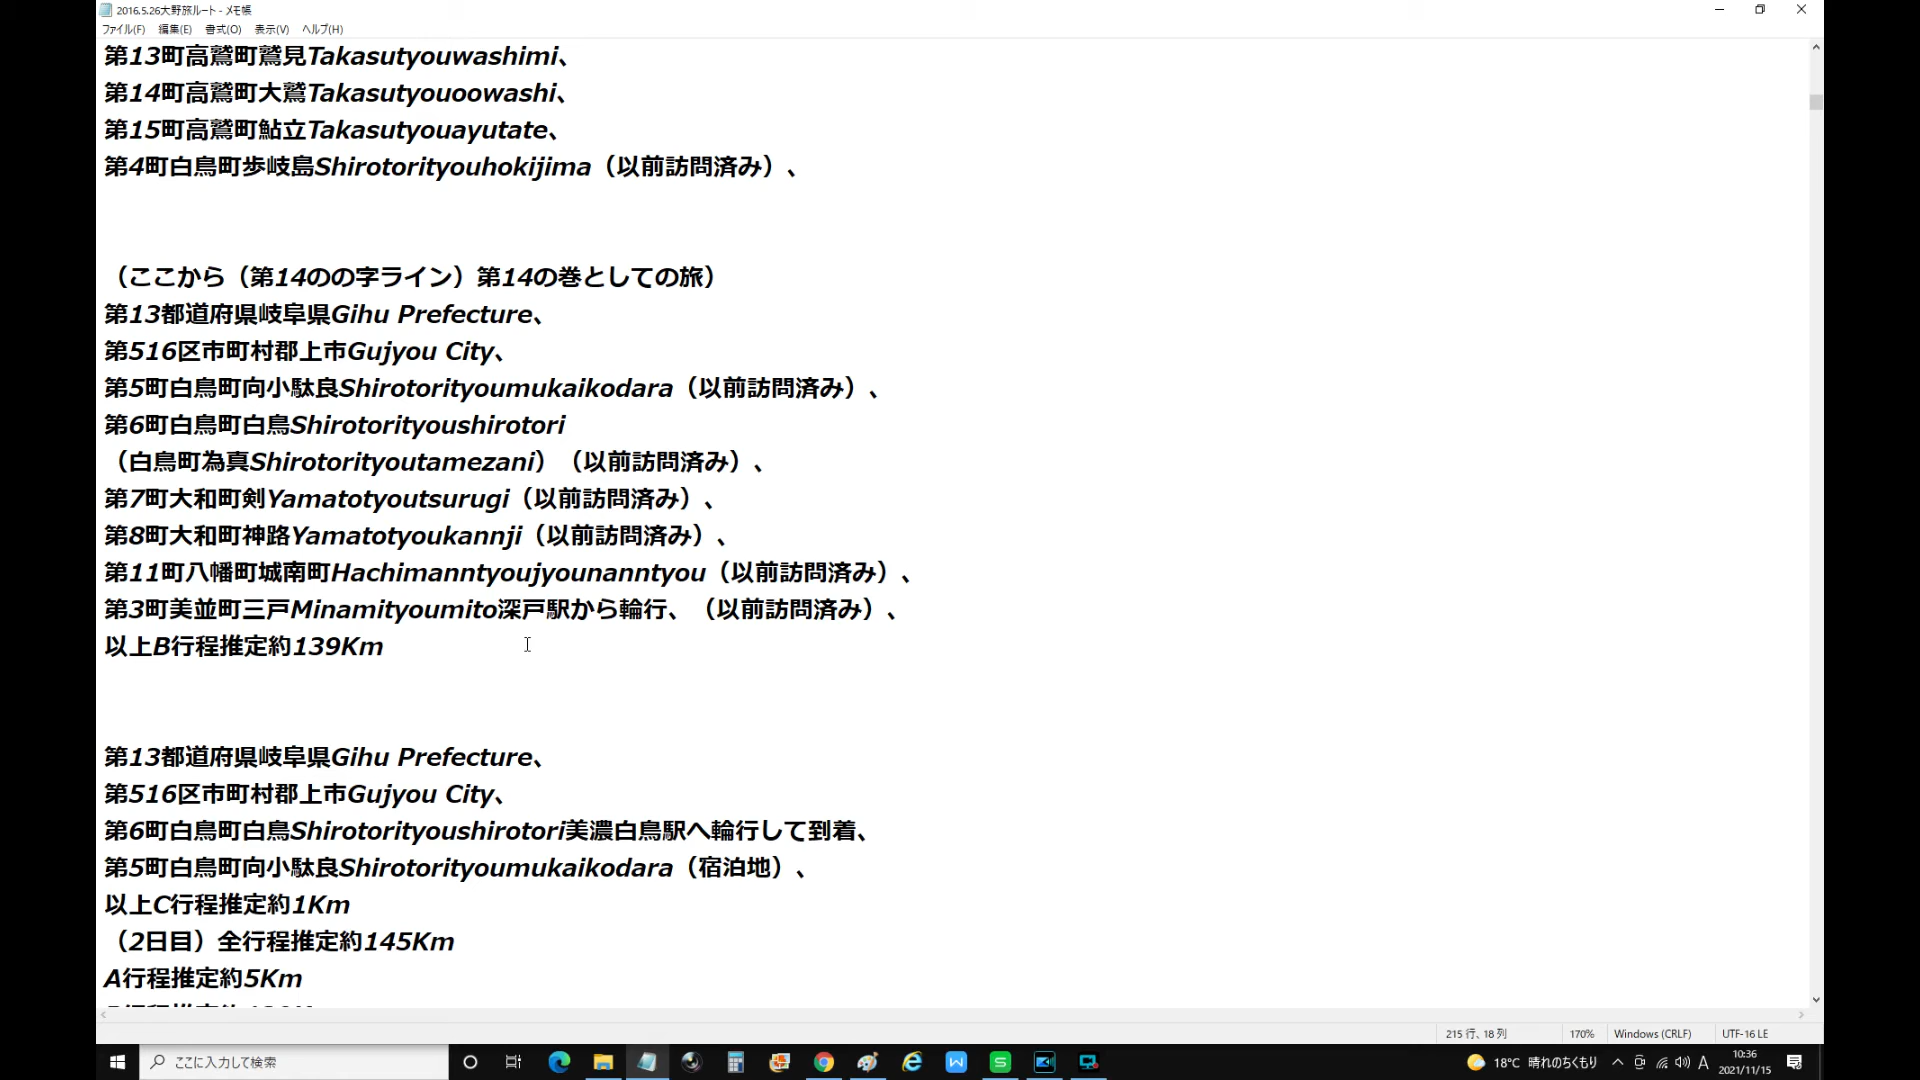 2016.5.26大野旅ルート - メモ帳
ファイル(F) 編集(E) 書式(O) 表示(V) ヘルプ(H)
第13町高鷲町鷲見Takasutyouwashimi、
第14町高鷲町大鷲Takasutyouoowashi、
第15町高鷲町鮎立Takasutyouayutate、
第4町白鳥町歩岐島Shirotorityouhokijima（以前訪問済み）、
（ここから（第14のの字ライン）第14の巻としての旅）
第13都道府県岐阜県Gihu Prefecture、
第516区市町村郡上市Gujyou City、
第5町白鳥町向小駄良Shirotorityoumukaikodara（以前訪問済み）、
第6町白鳥町白鳥Shirotorityoushirotori
（白鳥町為真Shirotorityoutamezani）（以前訪問済み）、
第7町大和町剣Yamatotyoutsurugi（以前訪問済み）、
第8町大和町神路Yamatotyoukannji（以前訪問済み）、
第11町八幡町城南町Hachimanntyoujyounanntyou（以前訪問済み）、
第3町美並町三戸Minamityoumito深戸駅から輪行、（以前訪問済み）、
以上B行程推定約139Km
第13都道府県岐阜県Gihu Prefecture、
第516区市町村郡上市Gujyou City、
第6町白鳥町白鳥Shirotorityoushirotori美濃白鳥駅へ輪行して到着、
第5町白鳥町向小駄良Shirotorityoumukaikodara（宿泊地）、
以上C行程推定約1Km
（2日目）全行程推定約145Km
A行程推定約5Km
215 行、18 列 170% Windows (CRLF) UTF-16 LE
ここに入力して検索
18°C 晴れのちくもり
A
10:36
2021/11/15